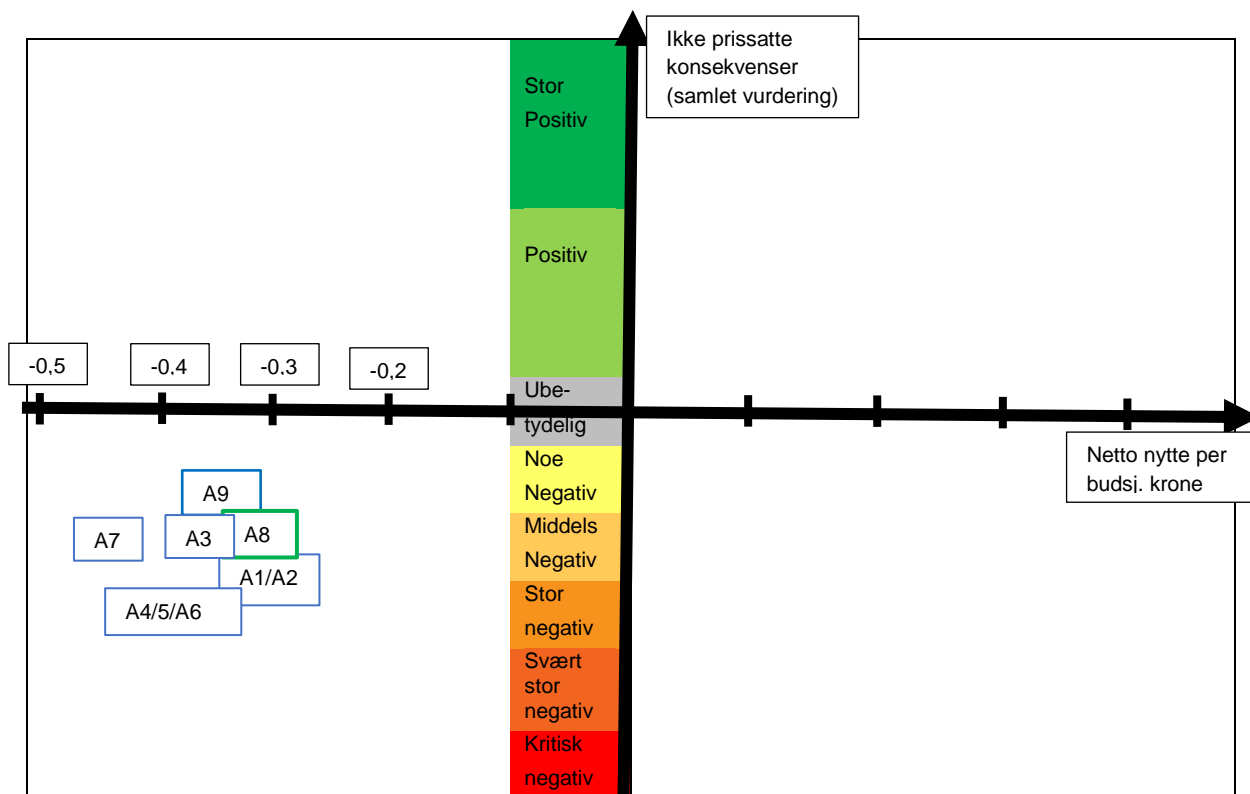 Ikke prissatte
konsekvenser
(samlet vurdering)
Stor
Positiv
Positiv
-0,5
-0,4
-0,3
-0,2
Ube-
tydelig
Noe
Negativ
Netto nytte per
budsj. krone
A9
A7
A3
A8
Middels
Negativ
A1/A2
A4/5/A6
Stor
negativ
Svært
stor
negativ
Kritisk
negativ